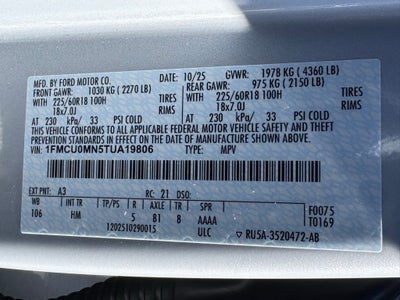 MFD. BY FORD MOTOR CO. 10/25 GVWR: 1978 KG ( 4360 LB)
FRONT GAWR: 1030 KG ( 2270 LB) REAR GAWR: 975 KG ( 2150 LB)
225/60R18 100H TIRES 225/60R18 100H TIRES
18x7.0J RIMS 18x7.0J RIMS
AT 230 kPa/ 33 PSI COLD AT 230 kPa/ 33 PSI COLD
THIS VEHICLE CONFORMS TO ALL APPLICABLE FEDERAL MOTOR VEHICLE
SAFETY, BUMPER, AND THEFT PREVENTION STANDARDS IN EFFECT ON THE DATE OF
MANUFACTURE SHOWN ABOVE.
VIN: 1FMCU0MN5TUA19806 TYPE: MPV
EXT PNT: A3 RC: 21 DSO:
WB INT TR TP/PS R AXLE TR SPR F0075
106 HM 5 81 8 AAAA T0169
1202510290015 ULC RU5A-3520472-AB